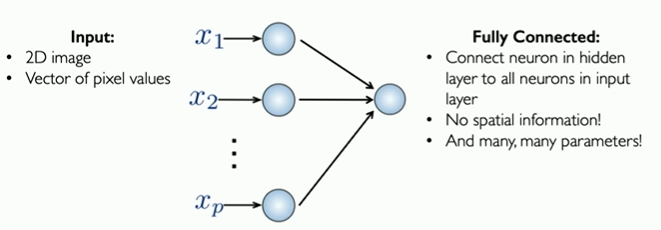 Input:
• 2D image
• Vector of pixel values
x1
x2
⋮
xp
Fully Connected:
• Connect neuron in hidden
layer to all neurons in input
layer
• No spatial information!
• And many, many parameters!